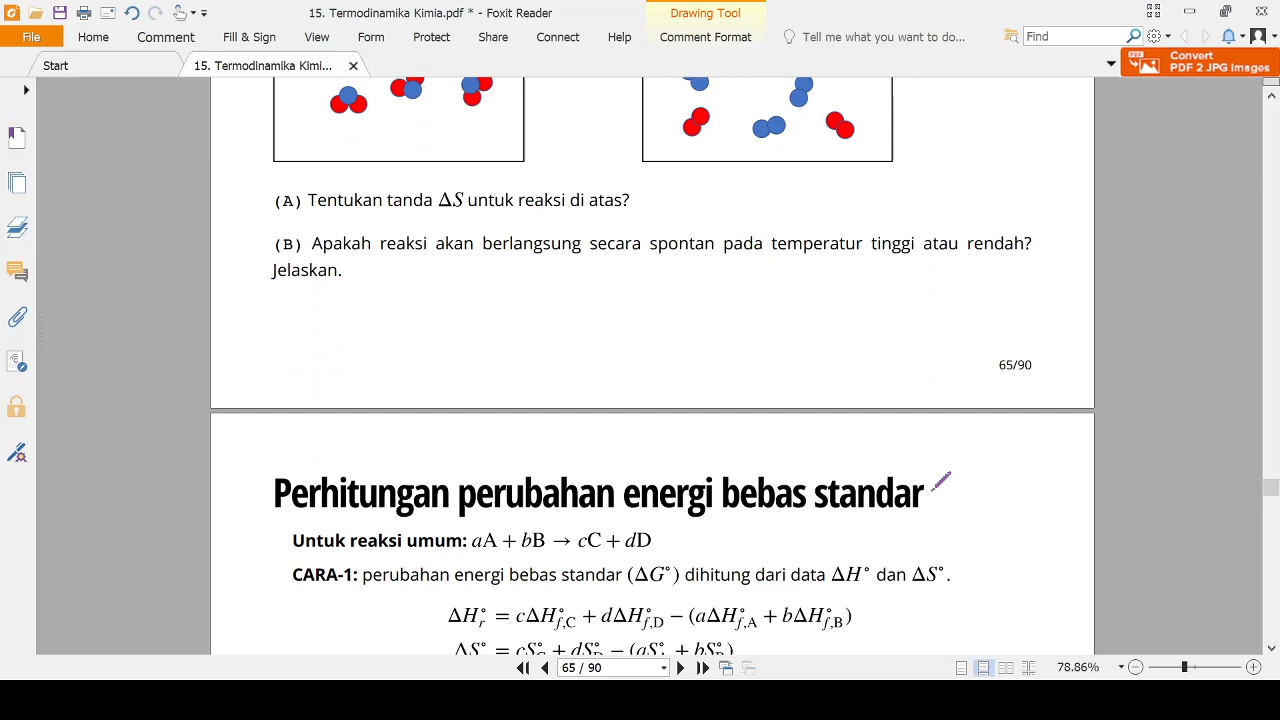 15. Termodinamika Kimia.pdf * - Foxit Reader
Drawing Tool
File Home Comment Fill & Sign View Form Protect Share Connect Help Comment Format Tell me what you want to do... Find
Start 15. Termodinamika Kimi...
Convert
PDF 2 JPG Images
(A) Tentukan tanda ΔS untuk reaksi di atas?
(B) Apakah reaksi akan berlangsung secara spontan pada temperatur tinggi atau rendah?
Jelaskan.
65/90
Perhitungan perubahan energi bebas standar
Untuk reaksi umum: aA + bB → cC + dD
CARA-1: perubahan energi bebas standar (ΔG°) dihitung dari data ΔH° dan ΔS°.
ΔH°r = cΔH°f,C + dΔH°f,D − (aΔH°f,A + bΔH°f,B)
65 / 90
78.86%